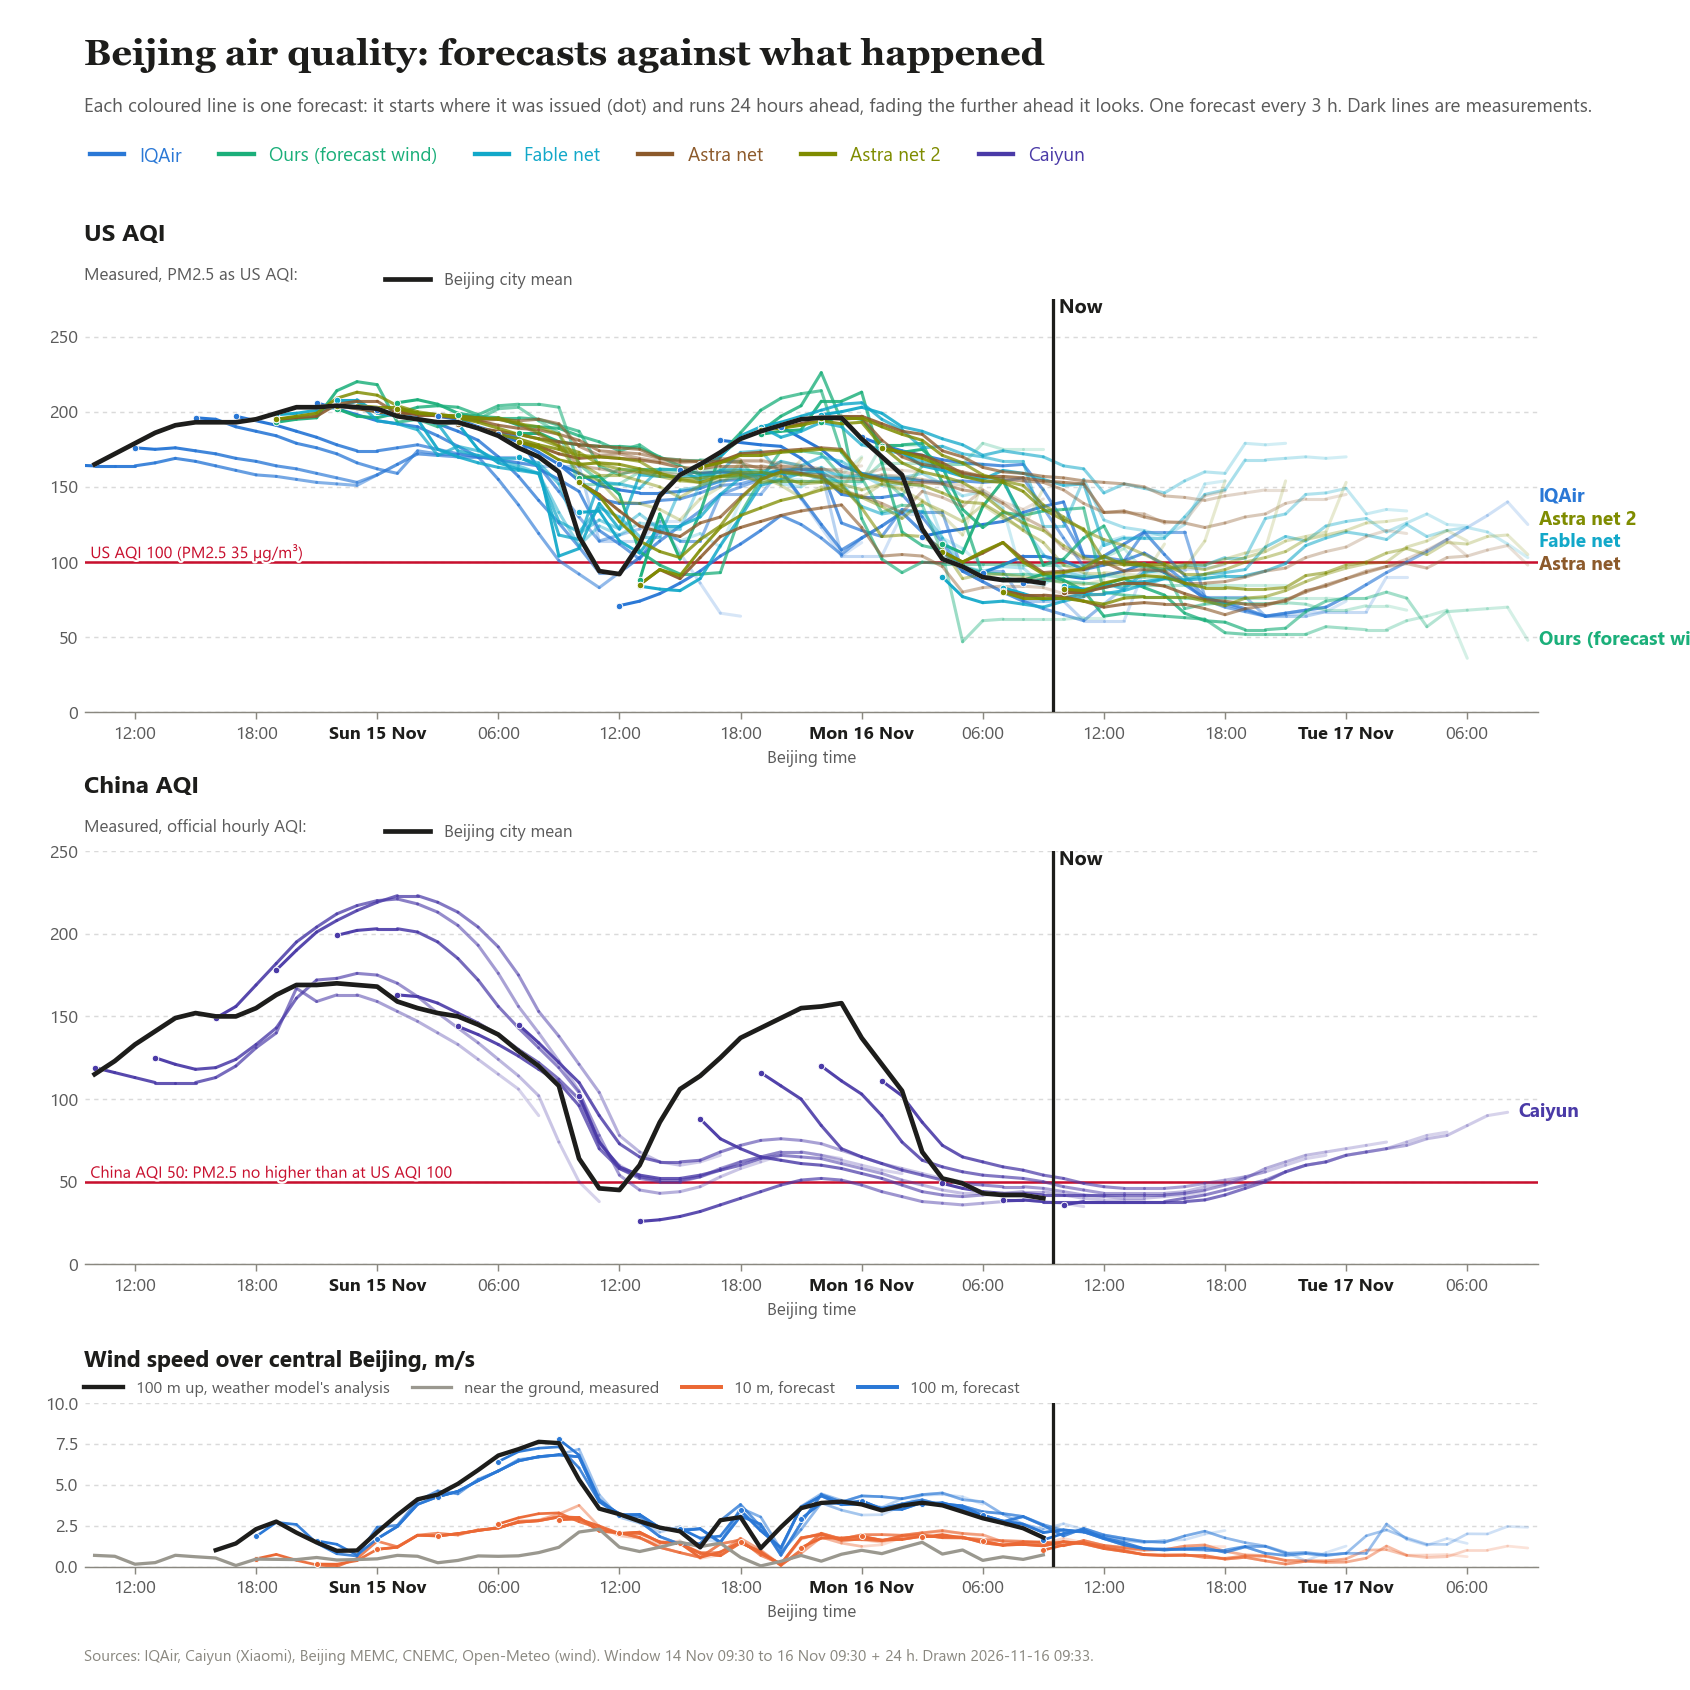 Beijing air quality: forecasts against what happened
Each coloured line is one forecast: it starts where it was issued (dot) and runs 24 hours ahead, fading the further ahead it looks. One forecast every 3 h. Dark lines are measurements.
IQAir Ours (forecast wind) Fable net Astra net Astra net 2 Caiyun
US AQI
Measured, PM2.5 as US AQI: Beijing city mean
Now
250
200
150
100
50
0
US AQI 100 (PM2.5 35 µg/m³)
IQAir
Astra net 2
Fable net
Astra net
Ours (forecast wi
12:00 18:00 Sun 15 Nov 06:00 12:00 18:00 Mon 16 Nov 06:00 12:00 18:00 Tue 17 Nov 06:00
Beijing time
China AQI
Measured, official hourly AQI: Beijing city mean
Now
250
200
150
100
50
0
Caiyun
China AQI 50: PM2.5 no higher than at US AQI 100
12:00 18:00 Sun 15 Nov 06:00 12:00 18:00 Mon 16 Nov 06:00 12:00 18:00 Tue 17 Nov 06:00
Beijing time
Wind speed over central Beijing, m/s
100 m up, weather model's analysis near the ground, measured 10 m, forecast 100 m, forecast
10.0
7.5
5.0
2.5
0.0
12:00 18:00 Sun 15 Nov 06:00 12:00 18:00 Mon 16 Nov 06:00 12:00 18:00 Tue 17 Nov 06:00
Beijing time
Sources: IQAir, Caiyun (Xiaomi), Beijing MEMC, CNEMC, Open-Meteo (wind). Window 14 Nov 09:30 to 16 Nov 09:30 + 24 h. Drawn 2026-11-16 09:33.